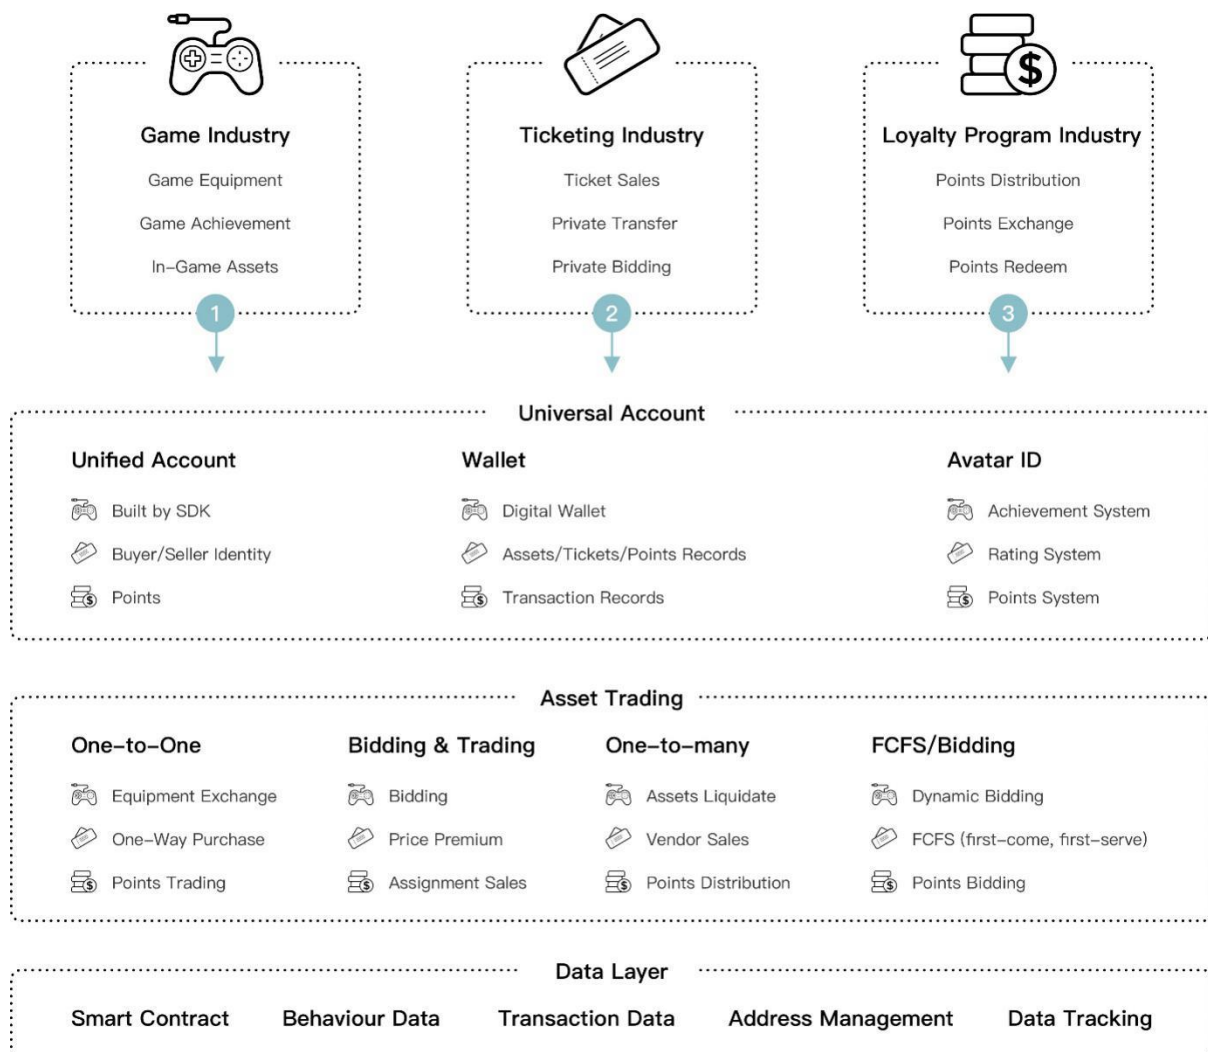 Game Industry
Game Equipment
Game Achievement
In-Game Assets
1
Ticketing Industry
Ticket Sales
Private Transfer
Private Bidding
2
$
Loyalty Program Industry
Points Distribution
Points Exchange
Points Redeem
3
Universal Account
Unified Account
Built by SDK
Buyer/Seller Identity
Points
Wallet
Digital Wallet
Assets/Tickets/Points Records
Transaction Records
Avatar ID
Achievement System
Rating System
Points System
Asset Trading
One-to-One
Equipment Exchange
One-Way Purchase
Points Trading
Bidding & Trading
Bidding
Price Premium
Assignment Sales
One-to-many
Assets Liquidate
Vendor Sales
Points Distribution
FCFS/Bidding
Dynamic Bidding
FCFS (first-come, first-serve)
Points Bidding
Data Layer
Smart Contract Behaviour Data Transaction Data Address Management Data Tracking